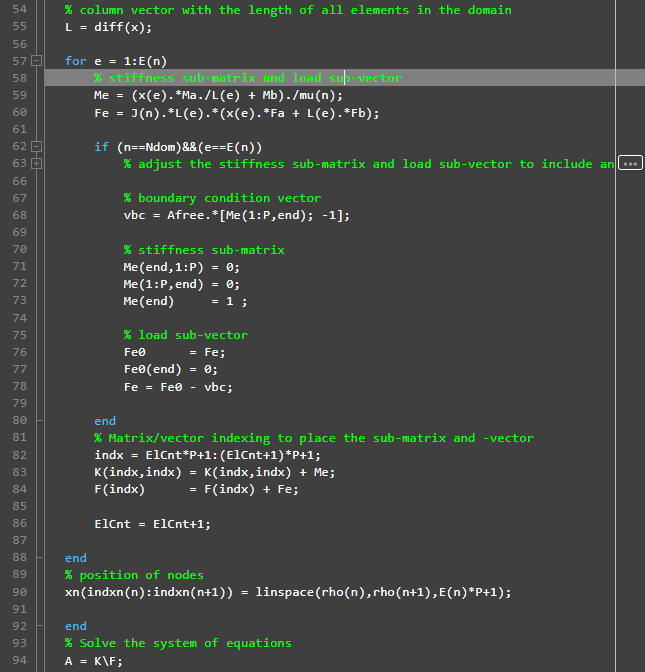 54 % column vector with the length of all elements in the domain
55 L = diff(x);
56
57 for e = 1:E(n)
58 % stiffness sub-matrix and load sub-vector
59 Me = (x(e).*Ma./L(e) + Mb)./mu(n);
60 Fe = J(n).*L(e).*(x(e).*Fa + L(e).*Fb);
61
62 if (n==Ndom)&&(e==E(n))
63 % adjust the stiffness sub-matrix and load sub-vector to include an
66
67 % boundary condition vector
68 vbc = Afree.*[Me(1:P,end); -1];
69
70 % stiffness sub-matrix
71 Me(end,1:P) = 0;
72 Me(1:P,end) = 0;
73 Me(end) = 1 ;
74
75 % load sub-vector
76 Fe0 = Fe;
77 Fe0(end) = 0;
78 Fe = Fe0 - vbc;
79
80 end
81 % Matrix/vector indexing to place the sub-matrix and -vector
82 indx = ElCnt*P+1:(ElCnt+1)*P+1;
83 K(indx,indx) = K(indx,indx) + Me;
84 F(indx) = F(indx) + Fe;
85
86 ElCnt = ElCnt+1;
87
88 end
89 % position of nodes
90 xn(indxn(n):indxn(n+1)) = linspace(rho(n),rho(n+1),E(n)*P+1);
91
92 end
93 % Solve the system of equations
94 A = K\F;